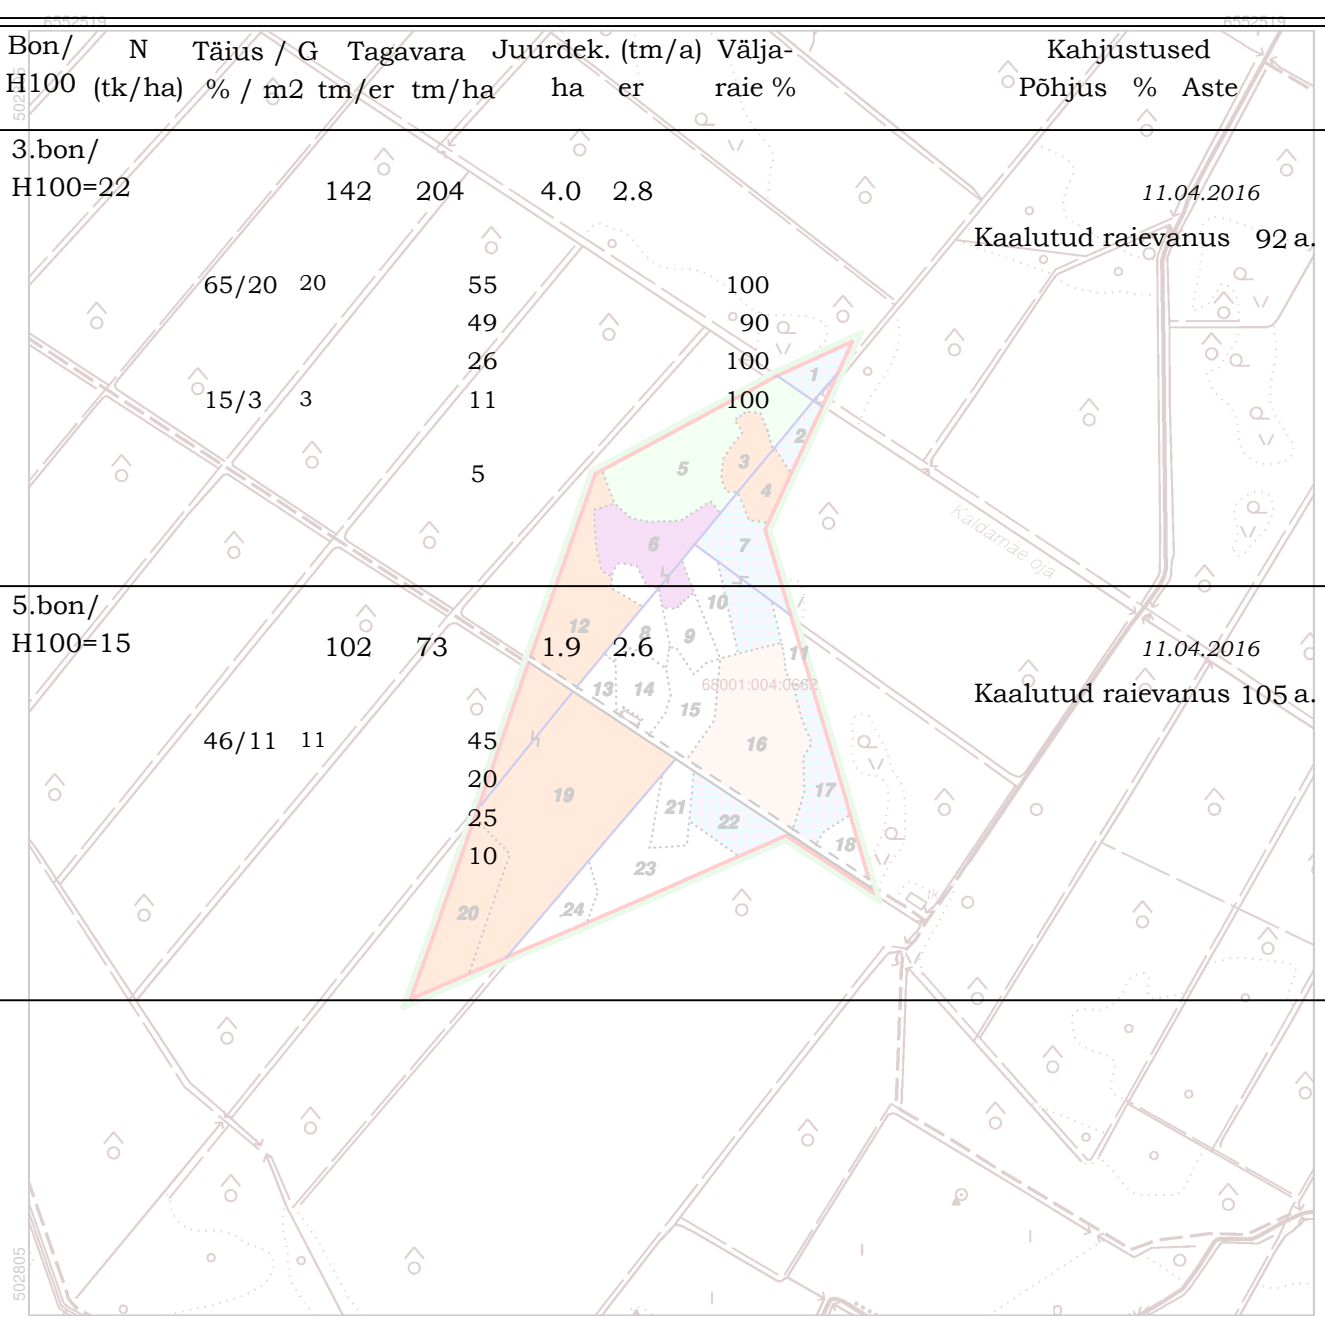 6552519 6552519
Bon/ N Täius / G Tagavara Juurdek. (tm/a) Välja- Kahjustused
H100 (tk/ha) % / m2 tm/er tm/ha ha er raie % Põhjus % Aste
3.bon/
H100=22 142 204 4.0 2.8 11.04.2016
Kaalutud raievanus 92 a.
65/20 20 55 100
49 90
26 100
15/3 3 11 100
5
5.bon/
H100=15 102 73 1.9 2.6 11.04.2016
Kaalutud raievanus 105 a.
46/11 11 45
20
25
10
1
2
3
4
5
6
7
Kaldamäe oja
8
9
10
11
12
13
14
15
68001:004:0662
16
17
18
19
20
21
22
23
24
1k
502805